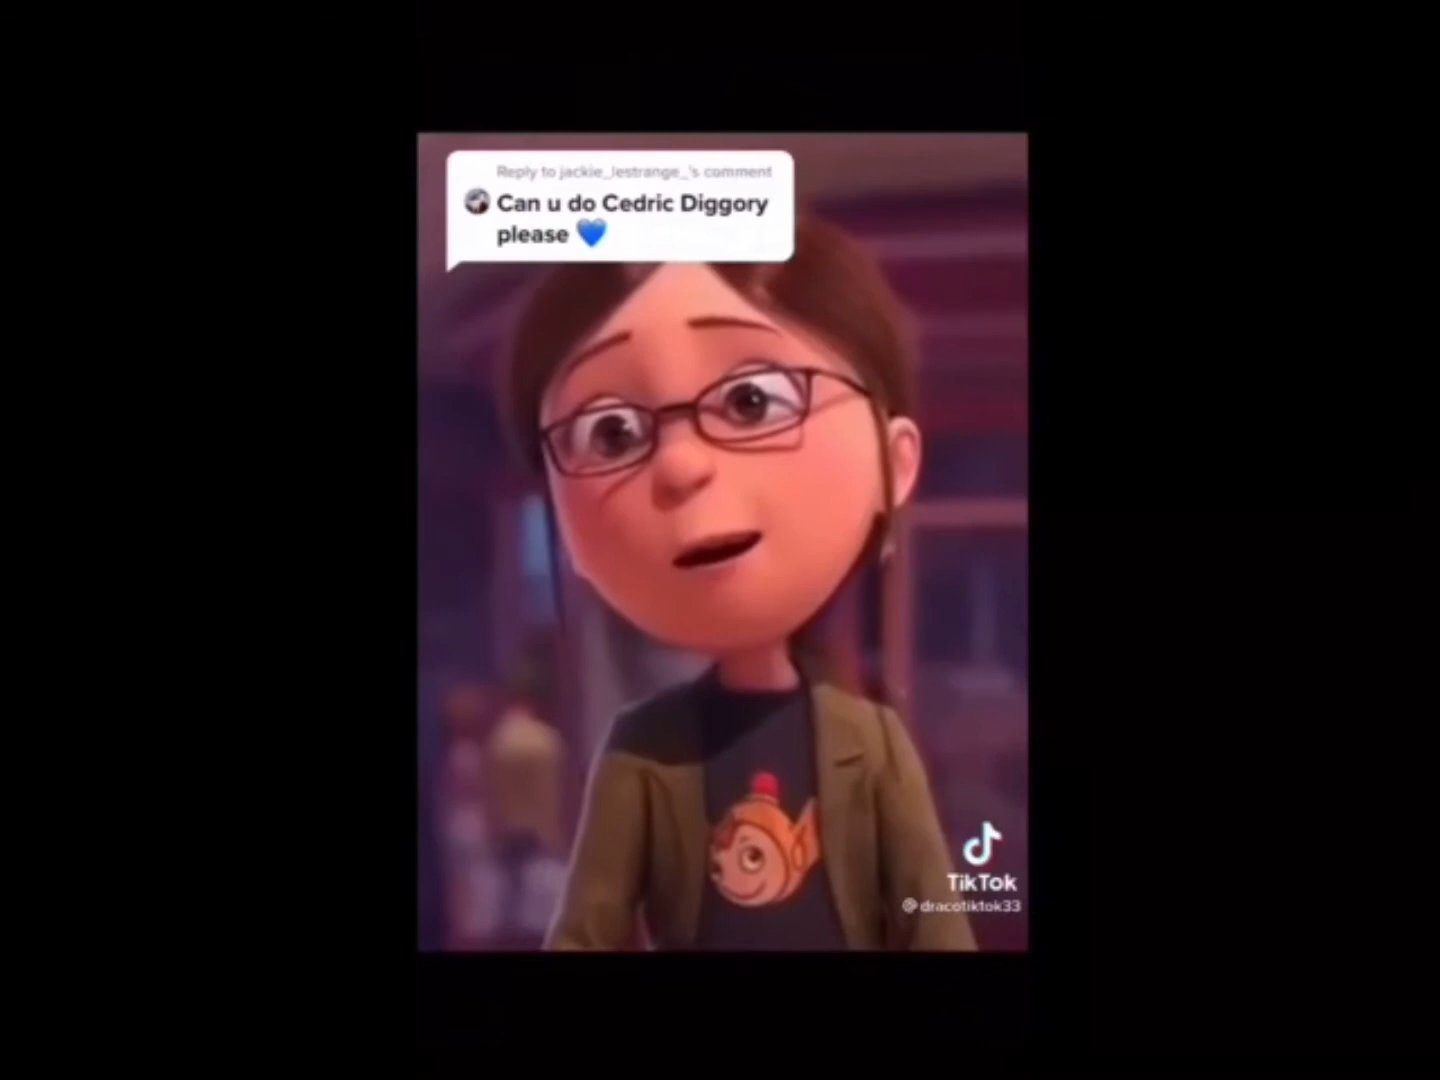 Reply to jackie_lestrange_'s comment
Can u do Cedric Diggory
please 💙
TikTok
@dracotiktok33